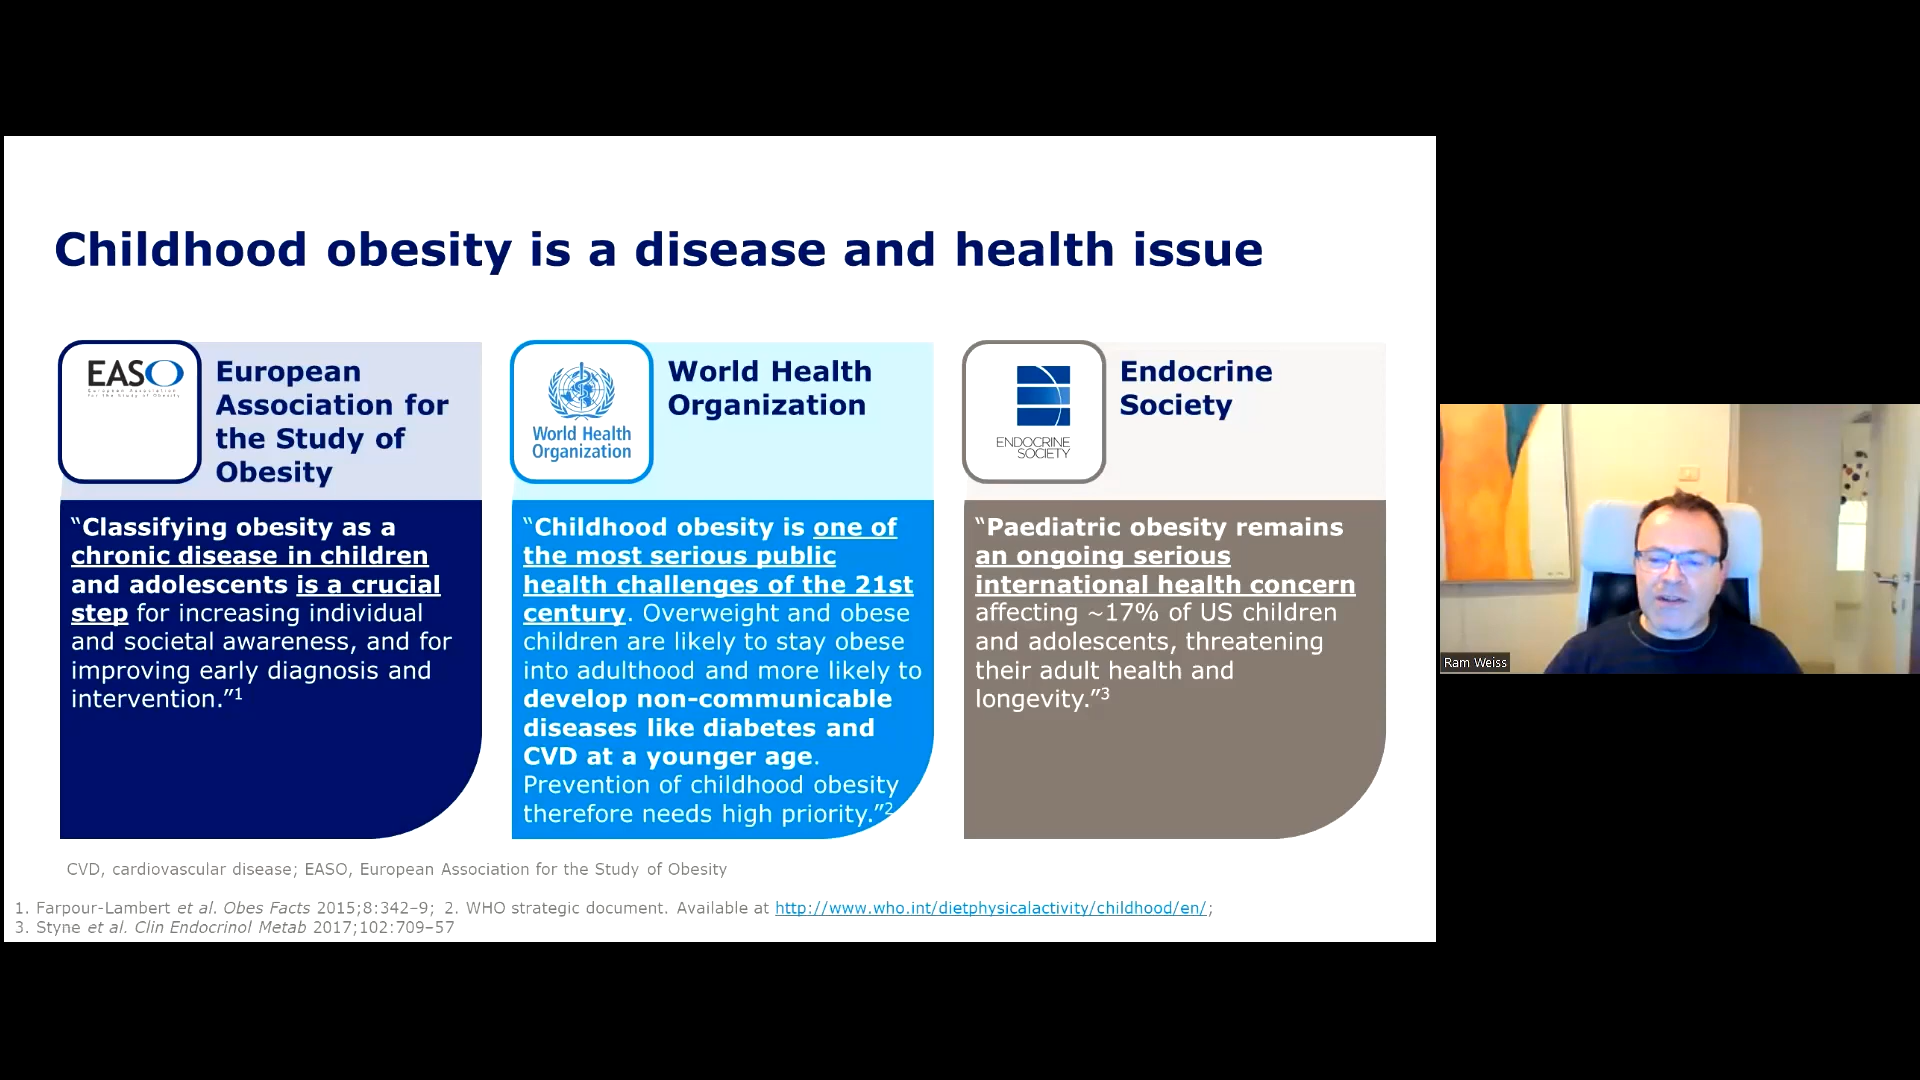 Childhood obesity is a disease and health issue
EASO
European Association
for the Study of Obesity
European
Association for
the Study of
Obesity
“Classifying obesity as a
chronic disease in children
and adolescents is a crucial
step for increasing individual
and societal awareness, and for
improving early diagnosis and
intervention.”1
World Health
Organization
World Health
Organization
“Childhood obesity is one of
the most serious public
health challenges of the 21st
century. Overweight and obese
children are likely to stay obese
into adulthood and more likely to
develop non-communicable
diseases like diabetes and
CVD at a younger age.
Prevention of childhood obesity
therefore needs high priority.”2
ENDOCRINE
SOCIETY
Endocrine
Society
“Paediatric obesity remains
an ongoing serious
international health concern
affecting ~17% of US children
and adolescents, threatening
their adult health and
longevity.”3
CVD, cardiovascular disease; EASO, European Association for the Study of Obesity
1. Farpour-Lambert et al. Obes Facts 2015;8:342–9; 2. WHO strategic document. Available at http://www.who.int/dietphysicalactivity/childhood/en/;
3. Styne et al. Clin Endocrinol Metab 2017;102:709–57
Ram Weiss